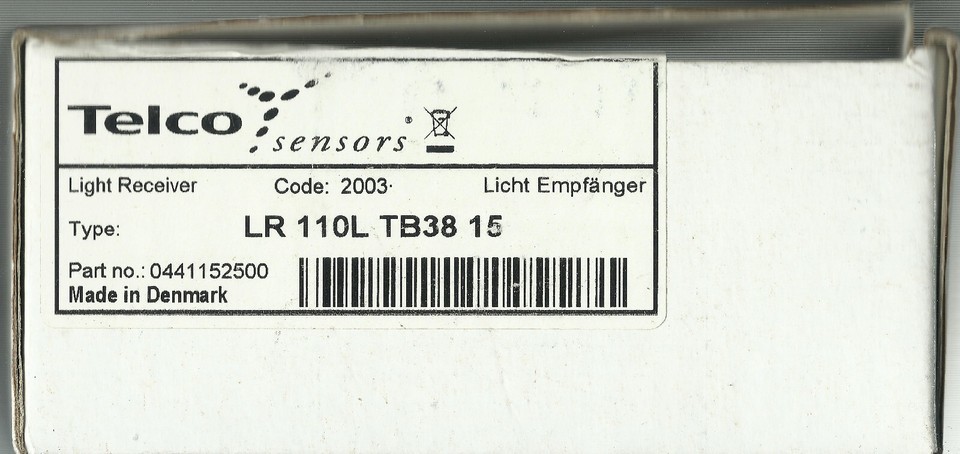 Telco
sensors®
Light Receiver Code: 2003· Licht Empfänger
Type: LR 110L TB38 15
Part no.: 0441152500
Made in Denmark